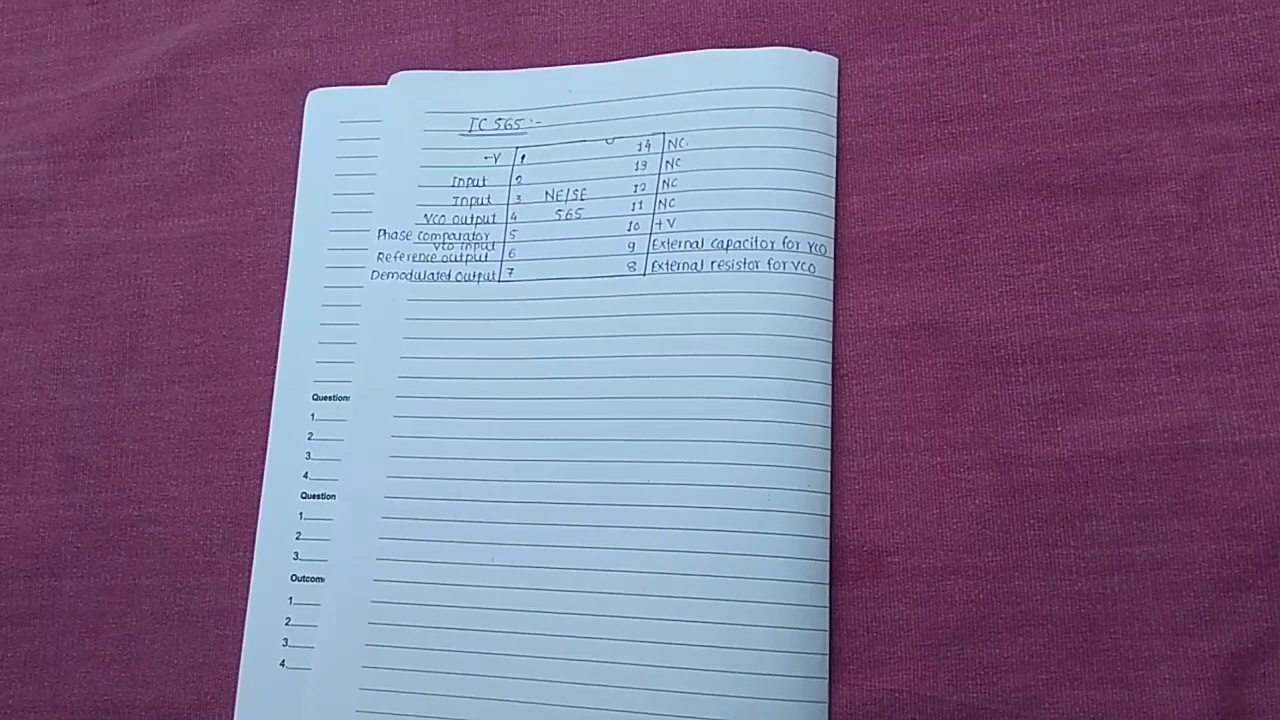 IC 565 :-
-V 1 14 NC.
13 NC
Input 2 12 NC
Input 3 NE/SE 11 NC
VCO output 4 565 10 +V
Phase comparator 5
VCO input 9 External capacitor for VCO
Reference output 6
Demodulated output 7 8 External resistor for VCO
Question
1.
2.
3.
4.
Question
1.
2.
3.
Outcom
1.
2.
3.
4.